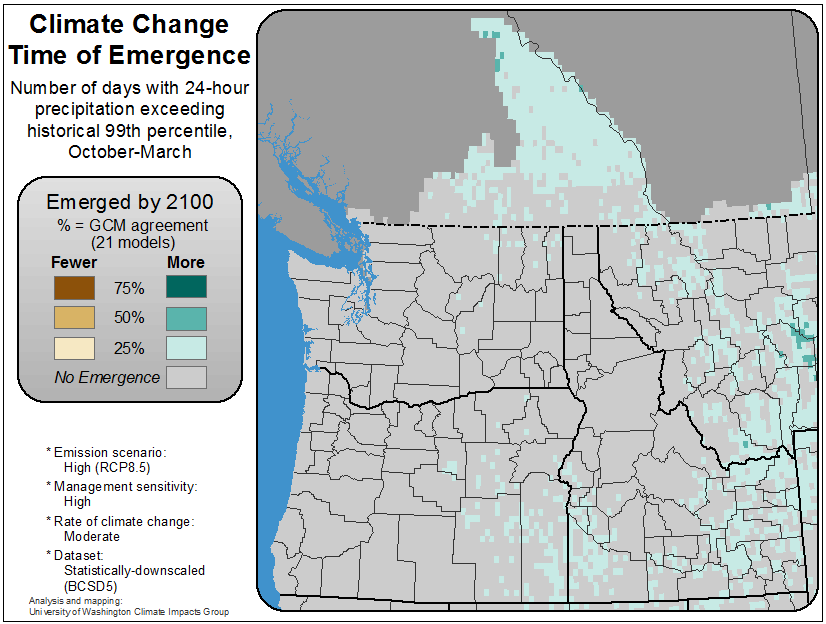 Climate Change
Time of Emergence
Number of days with 24-hour
precipitation exceeding
historical 99th percentile,
October-March
Emerged by 2100
% = GCM agreement
(21 models)
Fewer More
75%
50%
25%
No Emergence
* Emission scenario:
High (RCP8.5)
* Management sensitivity:
High
* Rate of climate change:
Moderate
* Dataset:
Statistically-downscaled
(BCSD5)
Analysis and mapping:
University of Washington Climate Impacts Group